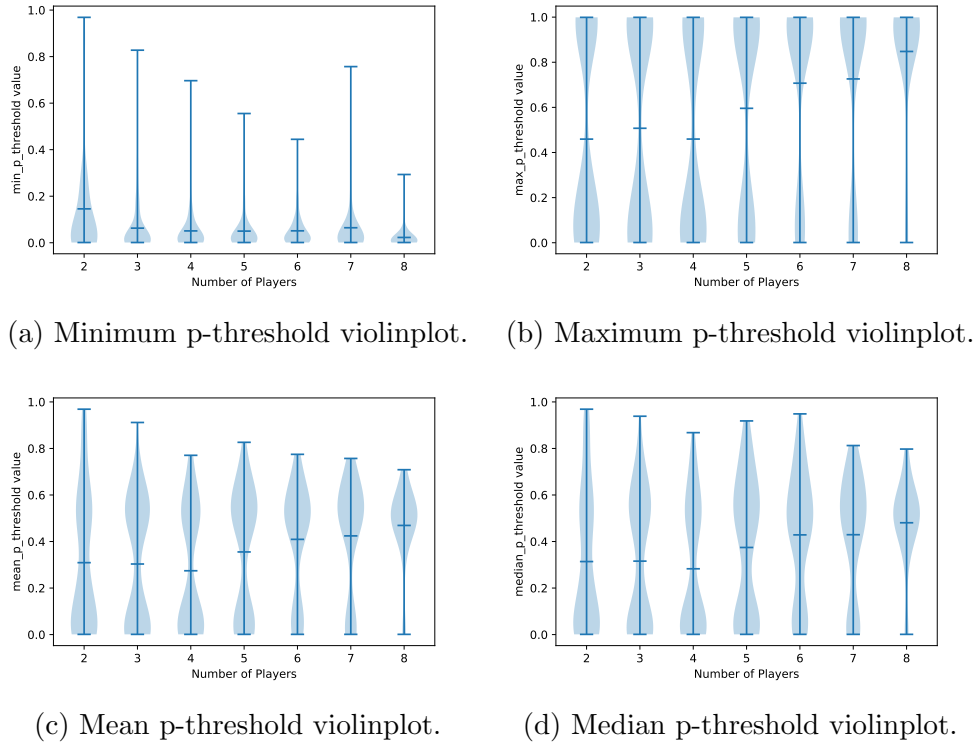 min_p_threshold value
1.0
0.8
0.6
0.4
0.2
0.0
2 3 4 5 6 7 8
Number of Players
(a) Minimum p-threshold violinplot.
max_p_threshold value
1.0
0.8
0.6
0.4
0.2
0.0
2 3 4 5 6 7 8
Number of Players
(b) Maximum p-threshold violinplot.
mean_p_threshold value
1.0
0.8
0.6
0.4
0.2
0.0
2 3 4 5 6 7 8
Number of Players
(c) Mean p-threshold violinplot.
median_p_threshold value
1.0
0.8
0.6
0.4
0.2
0.0
2 3 4 5 6 7 8
Number of Players
(d) Median p-threshold violinplot.